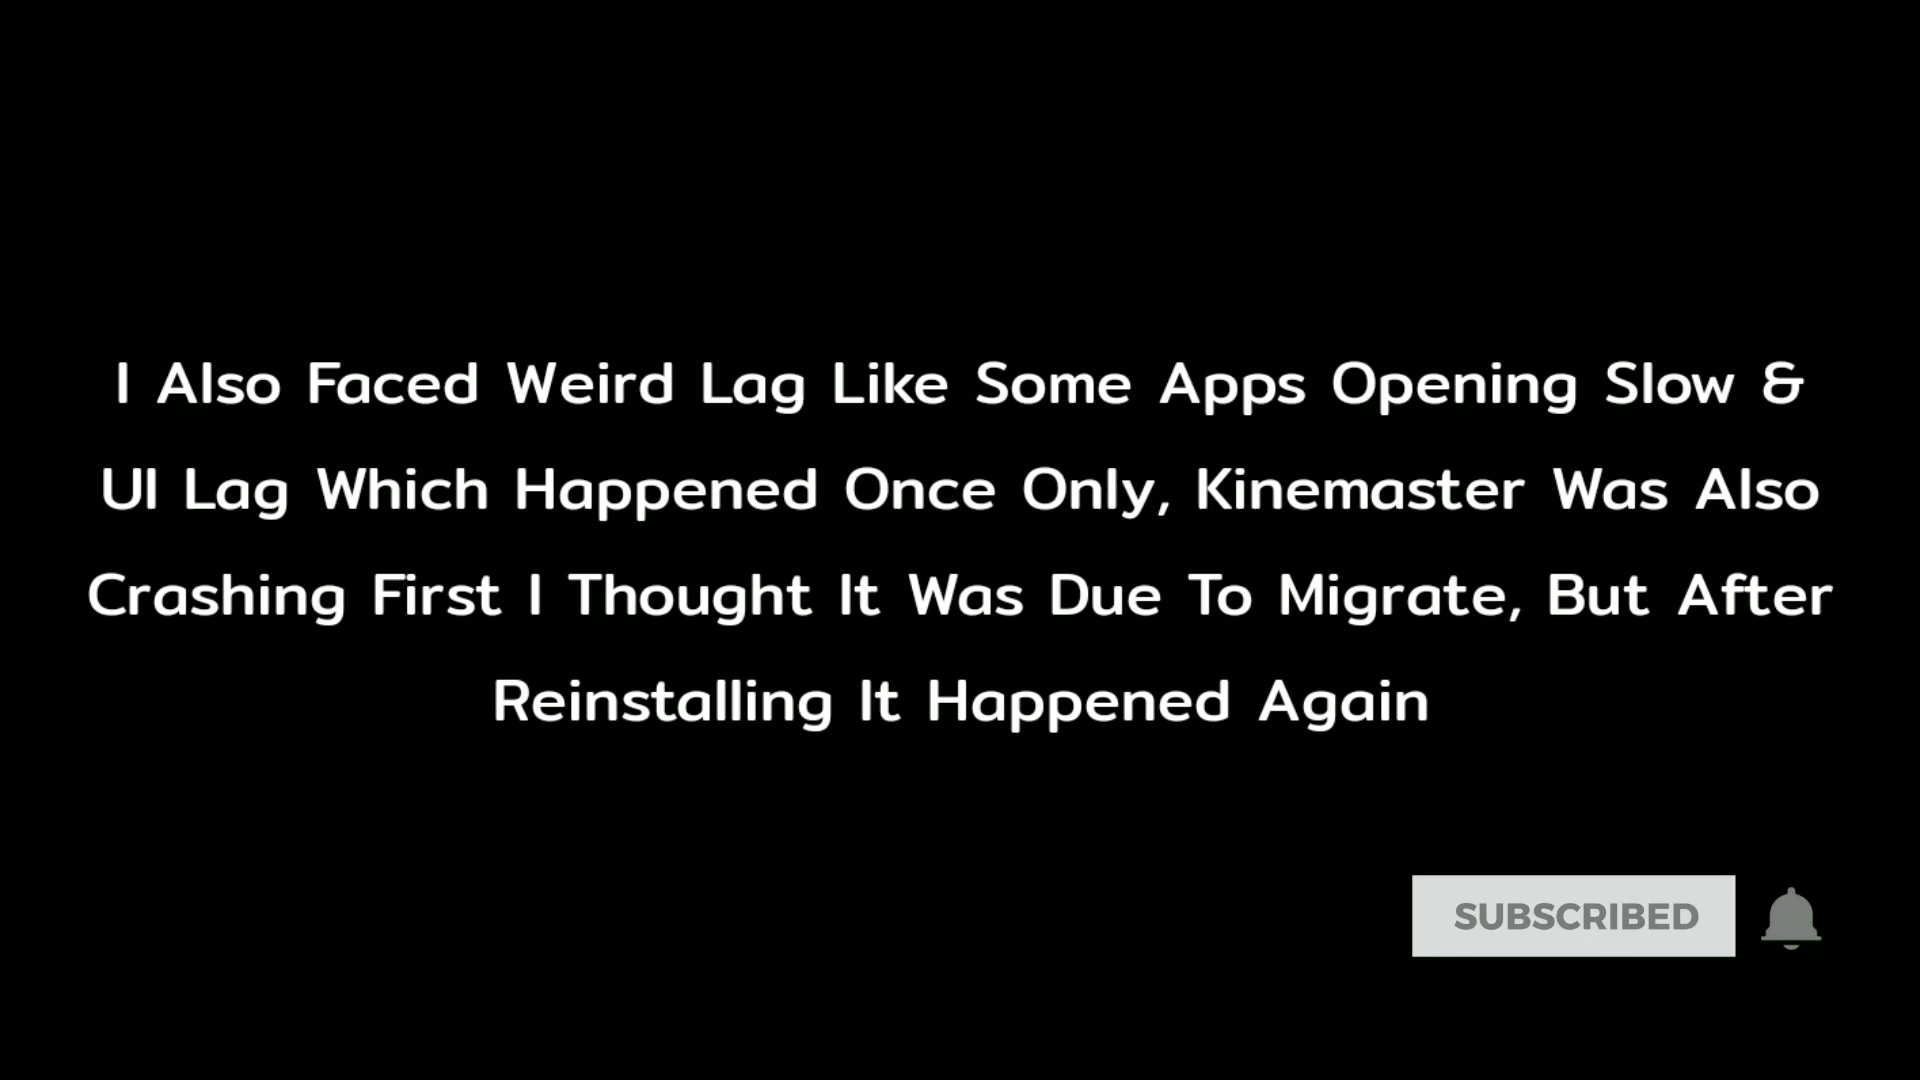 I Also Faced Weird Lag Like Some Apps Opening Slow &
UI Lag Which Happened Once Only, Kinemaster Was Also
Crashing First I Thought It Was Due To Migrate, But After
Reinstalling It Happened Again
SUBSCRIBED